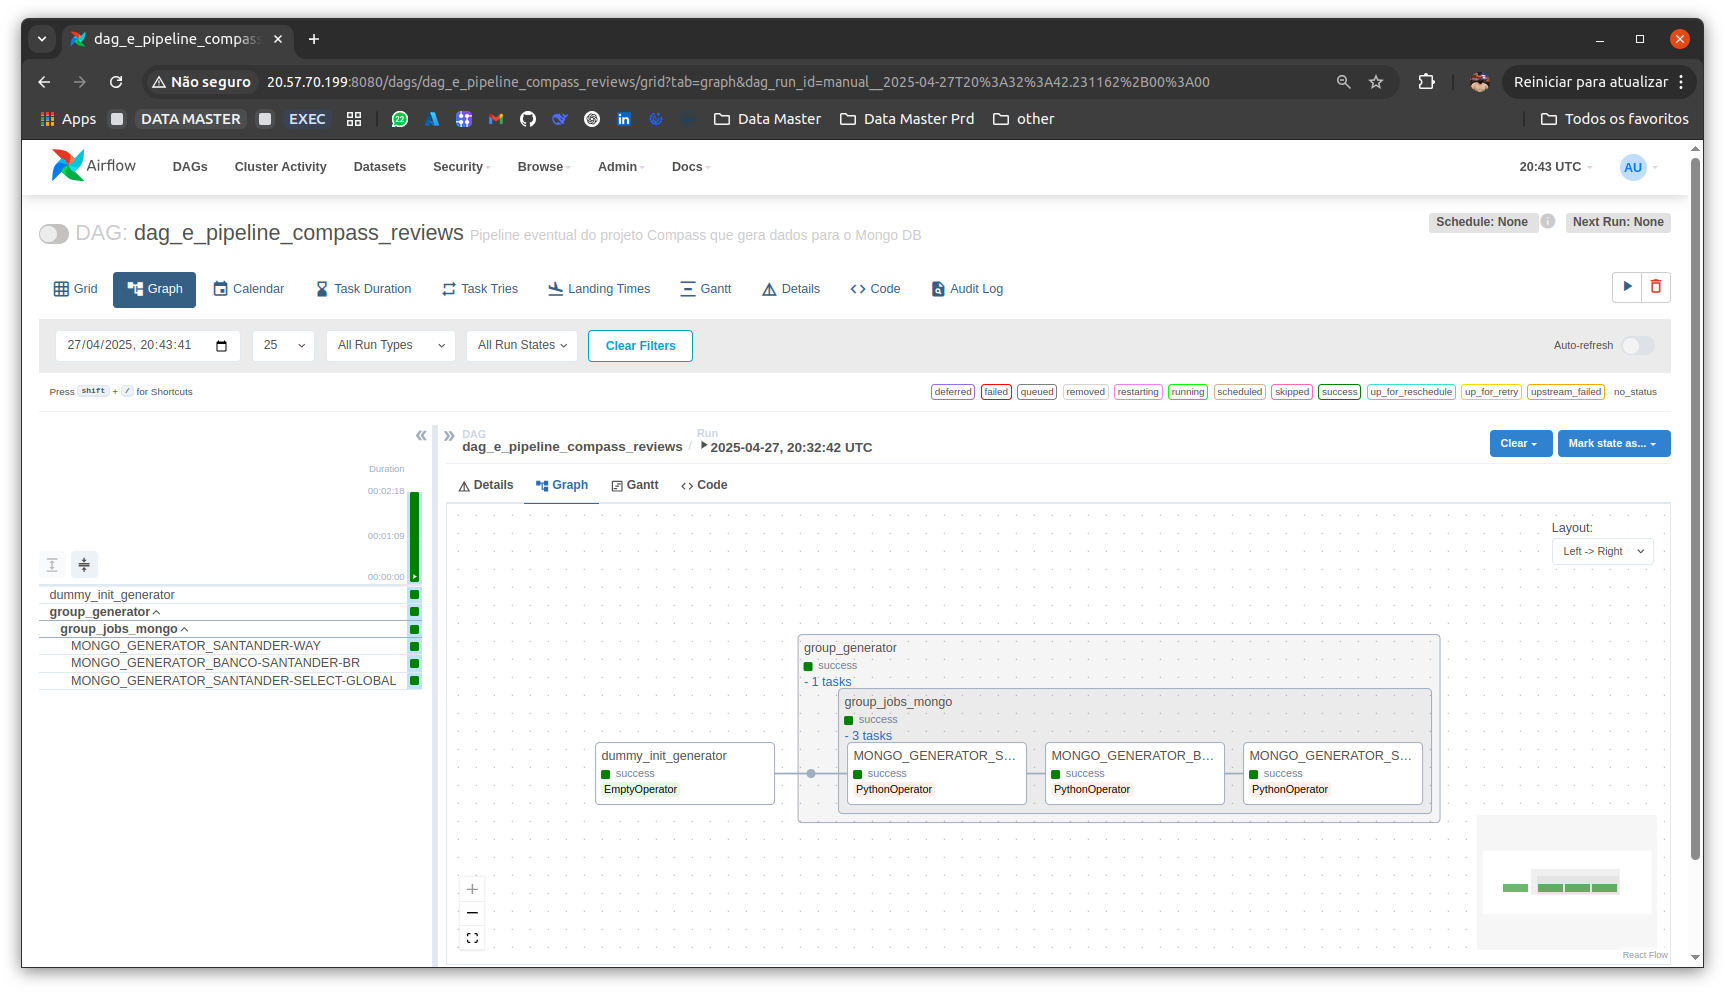 dag_e_pipeline_compass
Não seguro 20.57.70.199:8080/dags/dag_e_pipeline_compass_reviews/grid?tab=graph&dag_run_id=manual__2025-04-27T20%3A32%3A42.231162%2B00%3A00 Reiniciar para atualizar
Apps DATA MASTER EXEC 22 in Data Master Data Master Prd other Todos os favoritos
Airflow DAGs Cluster Activity Datasets Security Browse Admin Docs 20:43 UTC AU
DAG: dag_e_pipeline_compass_reviews Pipeline eventual do projeto Compass que gera dados para o Mongo DB Schedule: None i Next Run: None
Grid Graph Calendar Task Duration Task Tries Landing Times Gantt Details Code Audit Log
27/04/2025, 20:43:41 25 All Run Types All Run States Clear Filters Auto-refresh
Press shift + / for Shortcuts deferred failed queued removed restarting running scheduled skipped success up_for_reschedule up_for_retry upstream_failed no_status
DAG Run
dag_e_pipeline_compass_reviews / 2025-04-27, 20:32:42 UTC Clear Mark state as...
Duration
00:02:18
00:01:09
00:00:00
dummy_init_generator
group_generator
group_jobs_mongo
MONGO_GENERATOR_SANTANDER-WAY
MONGO_GENERATOR_BANCO-SANTANDER-BR
MONGO_GENERATOR_SANTANDER-SELECT-GLOBAL
Details Graph Gantt Code
Layout:
Left -> Right
group_generator
success
- 1 tasks
group_jobs_mongo
success
- 3 tasks
dummy_init_generator
success
EmptyOperator
MONGO_GENERATOR_S...
success
PythonOperator
MONGO_GENERATOR_B...
success
PythonOperator
MONGO_GENERATOR_S...
success
PythonOperator
React Flow